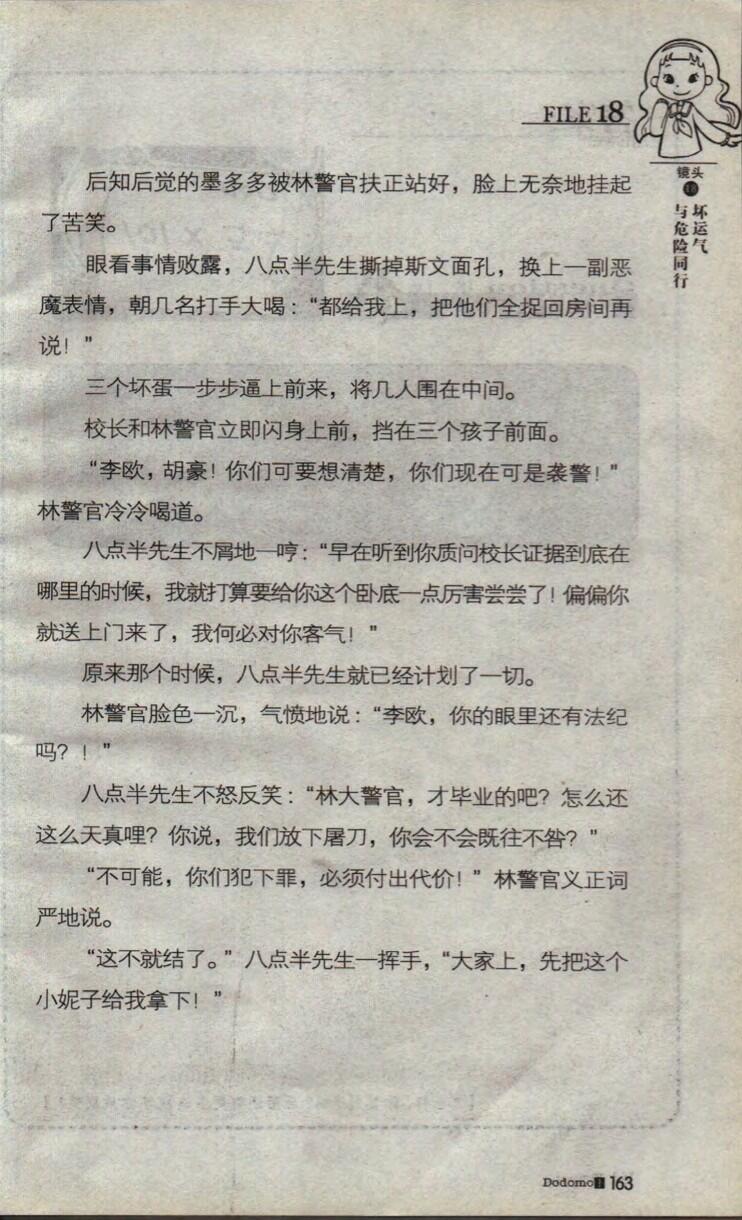 FILE 18
镜头
18
坏运气
与危险同行
后知后觉的墨多多被林警官扶正站好，脸上无奈地挂起
了苦笑。
眼看事情败露，八点半先生撕掉斯文面孔，换上一副恶
魔表情，朝几名打手大喝：“都给我上，把他们全捉回房间再
说！”
三个坏蛋一步步逼上前来，将几人围在中间。
校长和林警官立即闪身上前，挡在三个孩子前面。
“李欧，胡豪！你们可要想清楚，你们现在可是袭警！”
林警官冷冷喝道。
八点半先生不屑地一哼：“早在听到你质问校长证据到底在
哪里的时候，我就打算要给你这个卧底一点厉害尝尝了！偏偏你
就送上门来了，我何必对你客气！”
原来那个时候，八点半先生就已经计划了一切。
林警官脸色一沉，气愤地说：“李欧，你的眼里还有法纪
吗？！”
八点半先生不怒反笑：“林大警官，才毕业的吧？怎么还
这么天真哩？你说，我们放下屠刀，你会不会既往不咎？”
“不可能，你们犯下罪，必须付出代价！”林警官义正词
严地说。
“这不就结了。”八点半先生一挥手，“大家上，先把这个
小妮子给我拿下！”
Dodomo 1 163